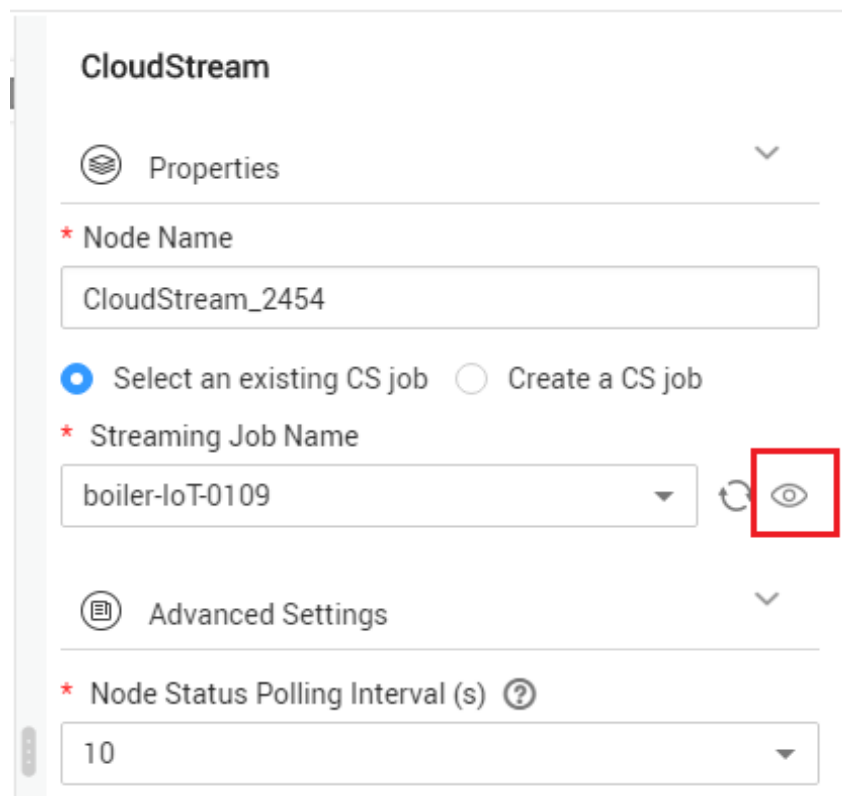 CloudStream
Properties
* Node Name
CloudStream_2454
Select an existing CS job Create a CS job
* Streaming Job Name
boiler-IoT-0109
Advanced Settings
* Node Status Polling Interval (s) ?
10